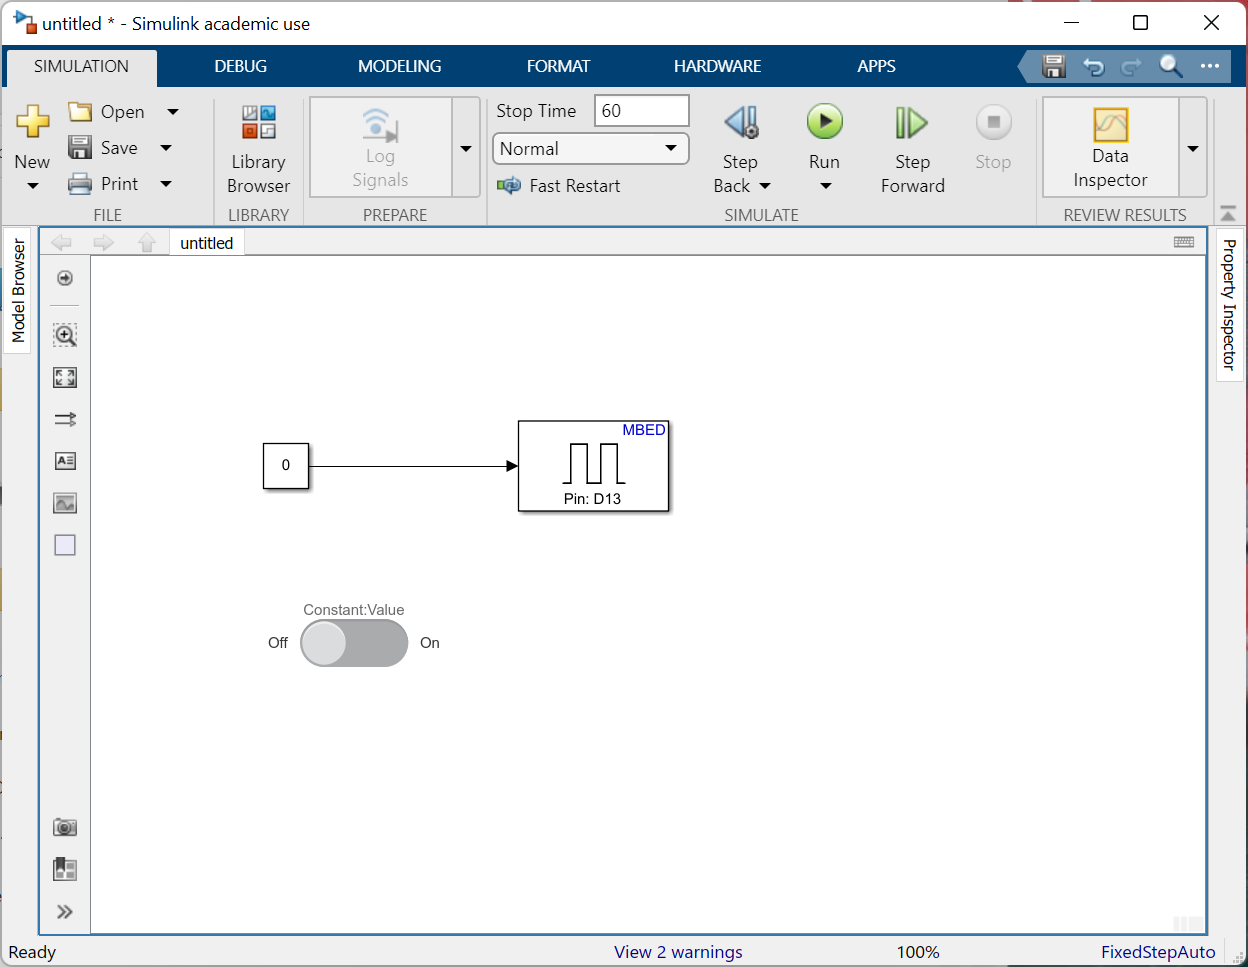 untitled * - Simulink academic use
SIMULATION DEBUG MODELING FORMAT HARDWARE APPS
New
Open
Save
Print
FILE
Library
Browser
LIBRARY
Log
Signals
PREPARE
Stop Time 60
Normal
Fast Restart
Step
Back
Run
Step
Forward
Stop
SIMULATE
Data
Inspector
REVIEW RESULTS
Model Browser
untitled
Property Inspector
0
MBED
Pin: D13
Constant:Value
Off On
Ready View 2 warnings 100% FixedStepAuto